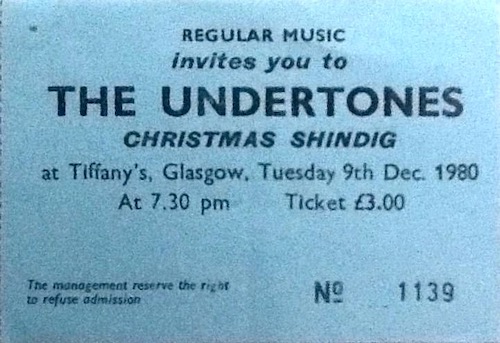 REGULAR MUSIC
invites you to
THE UNDERTONES
CHRISTMAS SHINDIG
at Tiffany's, Glasgow, Tuesday 9th Dec. 1980
At 7.30 pm Ticket £3.00
The management reserve the right
to refuse admission
Nº 1139